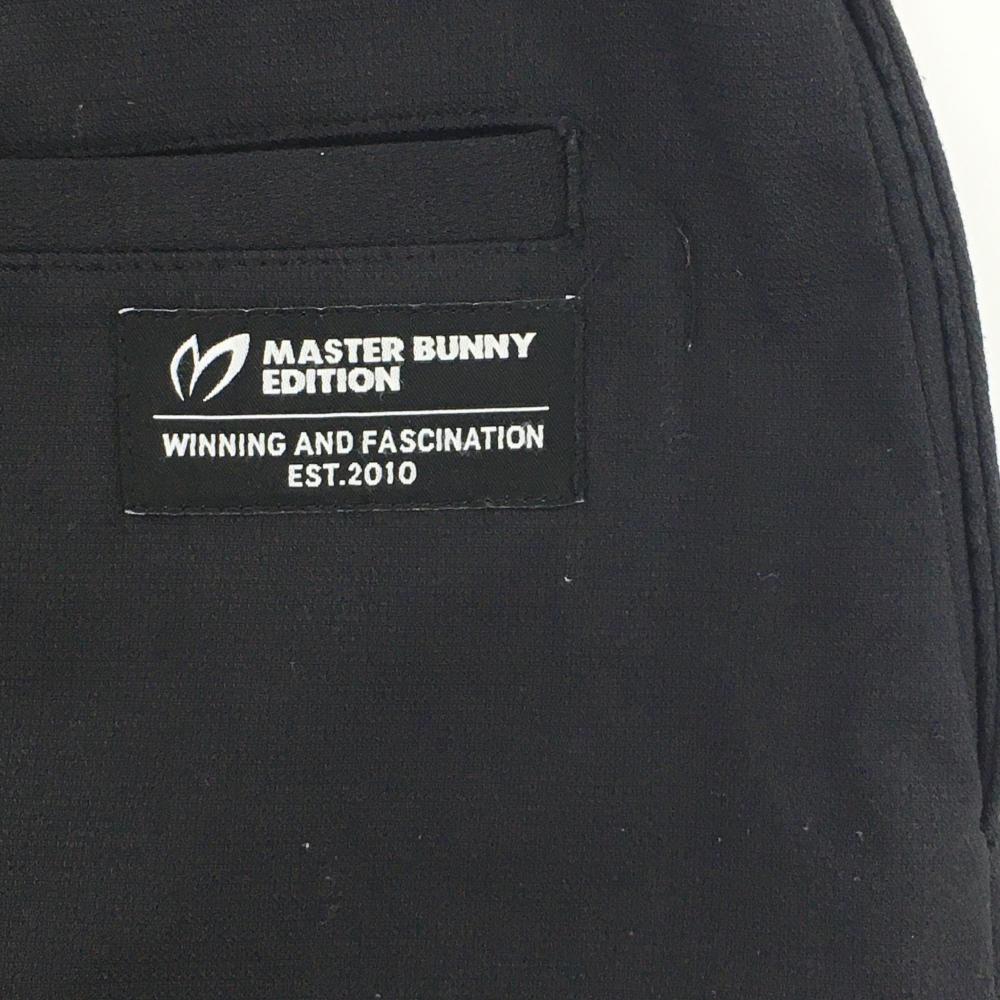 MASTER BUNNY
EDITION
WINNING AND FASCINATION
EST.2010